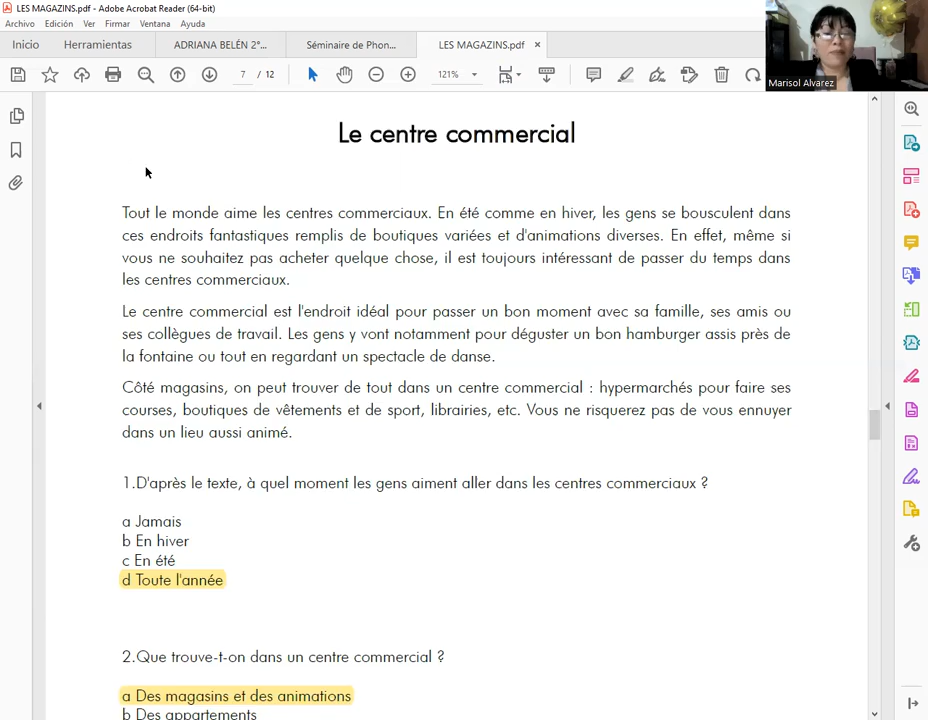 LES MAGAZINS.pdf - Adobe Acrobat Reader (64-bit)
Archivo Edición Ver Firmar Ventana Ayuda
Inicio Herramientas ADRIANA BELÉN 2°... Séminaire de Phon... LES MAGAZINS.pdf
7 / 12 121%
Marisol Alvarez
Le centre commercial
Tout le monde aime les centres commerciaux. En été comme en hiver, les gens se bousculent dans
ces endroits fantastiques remplis de boutiques variées et d'animations diverses. En effet, même si
vous ne souhaitez pas acheter quelque chose, il est toujours intéressant de passer du temps dans
les centres commerciaux.
Le centre commercial est l'endroit idéal pour passer un bon moment avec sa famille, ses amis ou
ses collègues de travail. Les gens y vont notamment pour déguster un bon hamburger assis près de
la fontaine ou tout en regardant un spectacle de danse.
Côté magasins, on peut trouver de tout dans un centre commercial : hypermarchés pour faire ses
courses, boutiques de vêtements et de sport, librairies, etc. Vous ne risquerez pas de vous ennuyer
dans un lieu aussi animé.
1.D'après le texte, à quel moment les gens aiment aller dans les centres commerciaux ?
a Jamais
b En hiver
c En été
d Toute l'année
2.Que trouve-t-on dans un centre commercial ?
a Des magasins et des animations
b Des appartements